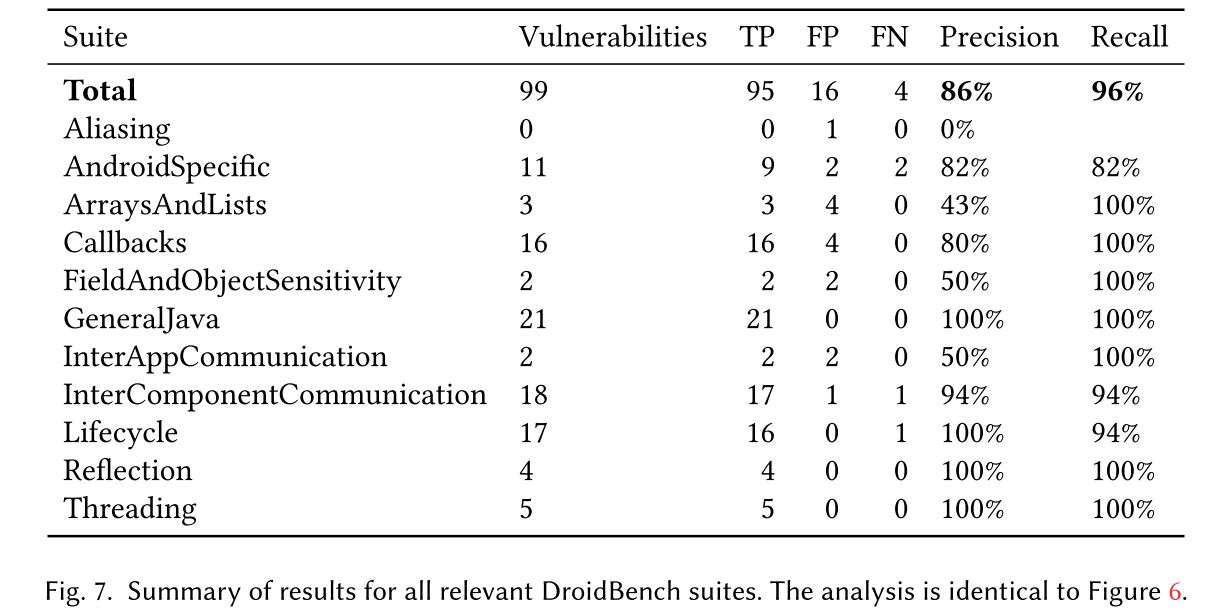 Suite Vulnerabilities TP FP FN Precision Recall
Total 99 95 16 4 86% 96%
Aliasing 0 0 1 0 0%
AndroidSpecific 11 9 2 2 82% 82%
ArraysAndLists 3 3 4 0 43% 100%
Callbacks 16 16 4 0 80% 100%
FieldAndObjectSensitivity 2 2 2 0 50% 100%
GeneralJava 21 21 0 0 100% 100%
InterAppCommunication 2 2 2 0 50% 100%
InterComponentCommunication 18 17 1 1 94% 94%
Lifecycle 17 16 0 1 100% 94%
Reflection 4 4 0 0 100% 100%
Threading 5 5 0 0 100% 100%
Fig. 7. Summary of results for all relevant DroidBench suites. The analysis is identical to Figure 6.